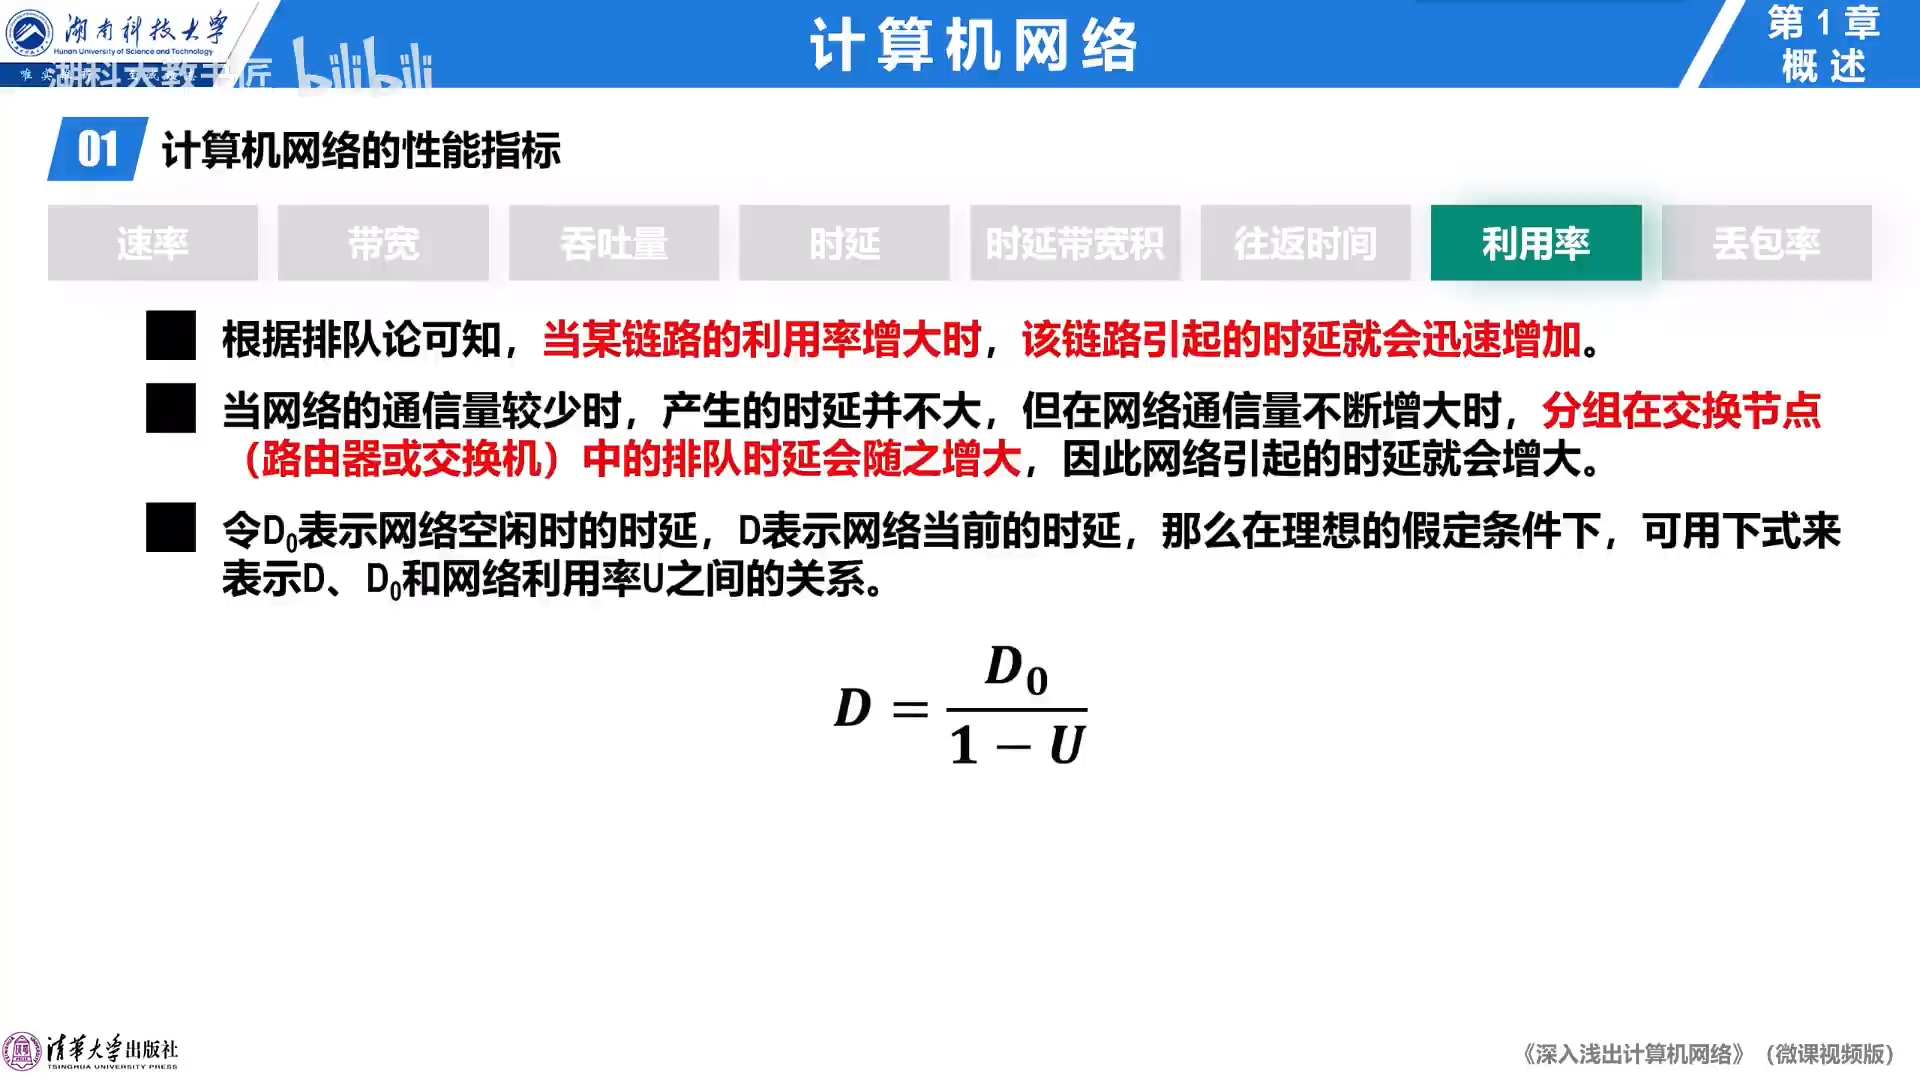 湖南科技大学
Hunan University of Science and Technology
湖科大教书匠 bilibili
计算机网络
第 1 章
概 述
01 计算机网络的性能指标
速率 带宽 吞吐量 时延 时延带宽积 往返时间 利用率 丢包率
根据排队论可知，当某链路的利用率增大时，该链路引起的时延就会迅速增加。
当网络的通信量较少时，产生的时延并不大，但在网络通信量不断增大时，分组在交换节点
（路由器或交换机）中的排队时延会随之增大，因此网络引起的时延就会增大。
令D₀表示网络空闲时的时延，D表示网络当前的时延，那么在理想的假定条件下，可用下式来
表示D、D₀和网络利用率U之间的关系。
D = D₀ / (1 − U)
清华大学出版社
TSINGHUA UNIVERSITY PRESS
《深入浅出计算机网络》（微课视频版）